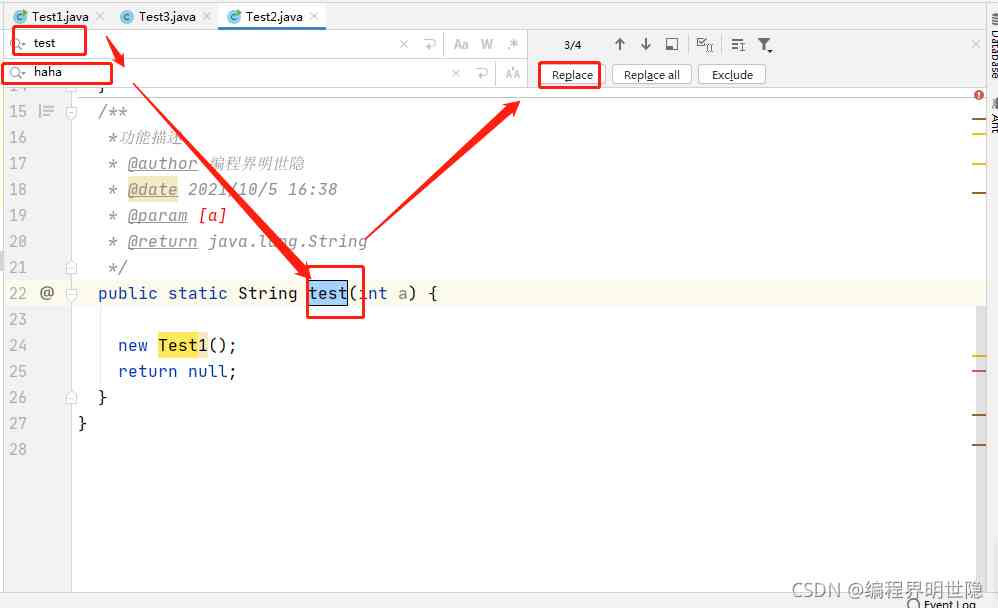 Test1.java Test3.java Test2.java
test Aa W .* 3/4
haha Replace Replace all Exclude
Database
Ant
15 /**
16 *功能描述
17 * @author 编程界明世隐
18 * @date 2021/10/5 16:38
19 * @param [a]
20 * @return java.lang.String
21 */
22 @ public static String test(int a) {
23
24 new Test1();
25 return null;
26 }
27 }
28
CSDN @编程界明世隐
Event Log